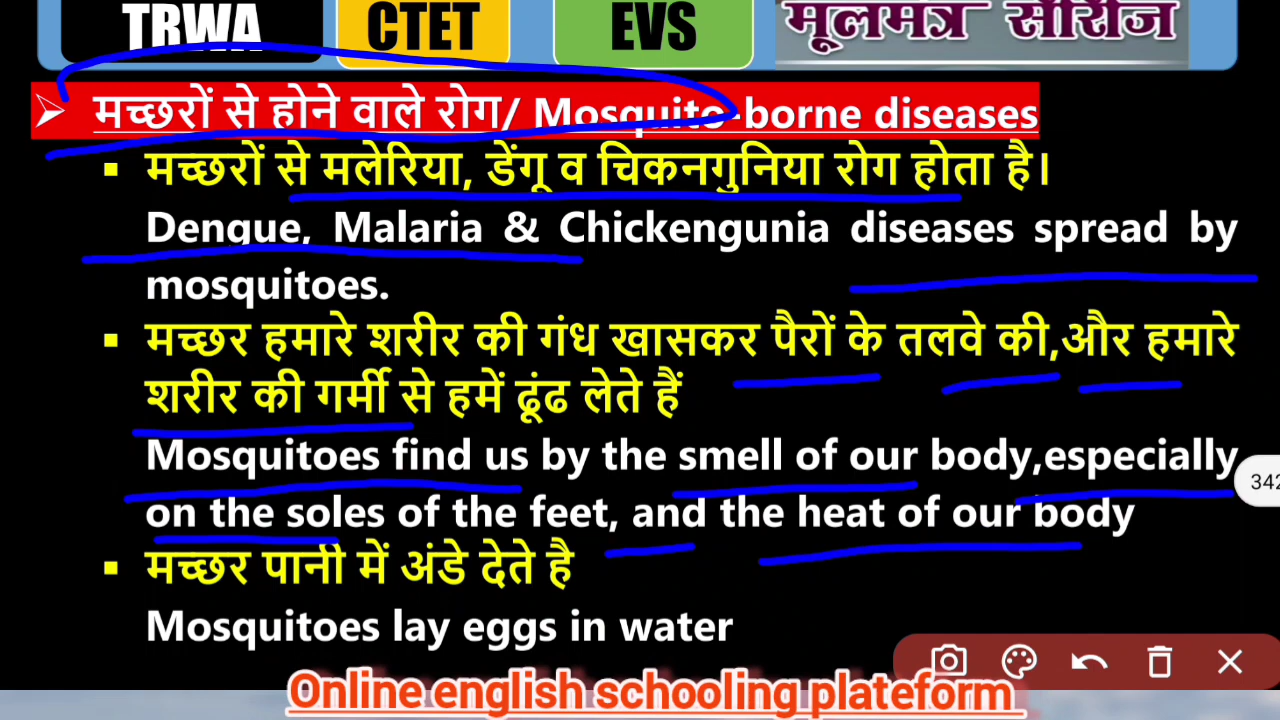 TRWA CTET EVS मूलमंत्र सीरीज
मच्छरों से होने वाले रोग/ Mosquito-borne diseases
मच्छरों से मलेरिया, डेंगू व चिकनगुनिया रोग होता है।
Dengue, Malaria & Chickengunia diseases spread by
mosquitoes.
मच्छर हमारे शरीर की गंध खासकर पैरों के तलवे की,और हमारे
शरीर की गर्मी से हमें ढूंढ लेते हैं
Mosquitoes find us by the smell of our body,especially
342
on the soles of the feet, and the heat of our body
मच्छर पानी में अंडे देते है
Mosquitoes lay eggs in water
Online english schooling plateform